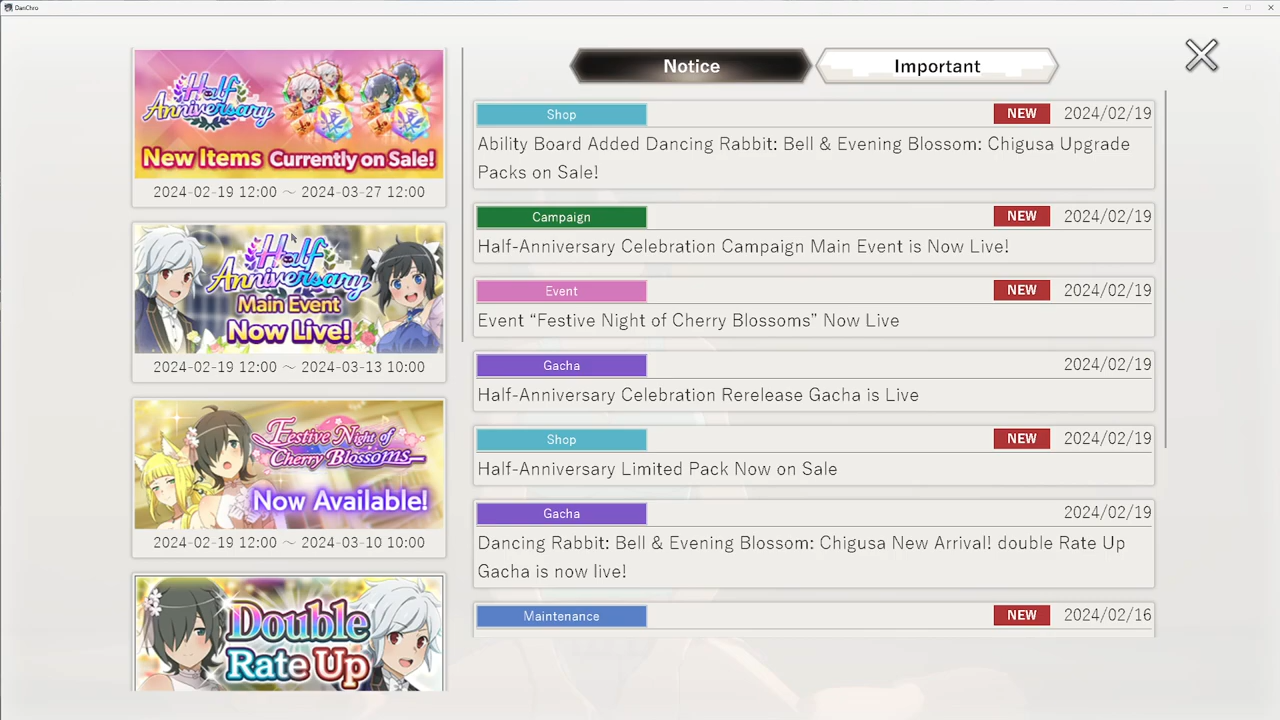 DanChro
Half
Anniversary
New Items Currently on Sale!
2024-02-19 12:00 ～ 2024-03-27 12:00
Half
Anniversary
Main Event
Now Live!
2024-02-19 12:00 ～ 2024-03-13 10:00
Festive Night of
Cherry Blossoms
Now Available!
2024-02-19 12:00 ～ 2024-03-10 10:00
Double
Rate Up
Notice
Important
Shop
NEW 2024/02/19
Ability Board Added Dancing Rabbit: Bell & Evening Blossom: Chigusa Upgrade
Packs on Sale!
Campaign
NEW 2024/02/19
Half-Anniversary Celebration Campaign Main Event is Now Live!
Event
NEW 2024/02/19
Event “Festive Night of Cherry Blossoms” Now Live
Gacha
2024/02/19
Half-Anniversary Celebration Rerelease Gacha is Live
Shop
NEW 2024/02/19
Half-Anniversary Limited Pack Now on Sale
Gacha
2024/02/19
Dancing Rabbit: Bell & Evening Blossom: Chigusa New Arrival! double Rate Up
Gacha is now live!
Maintenance
NEW 2024/02/16